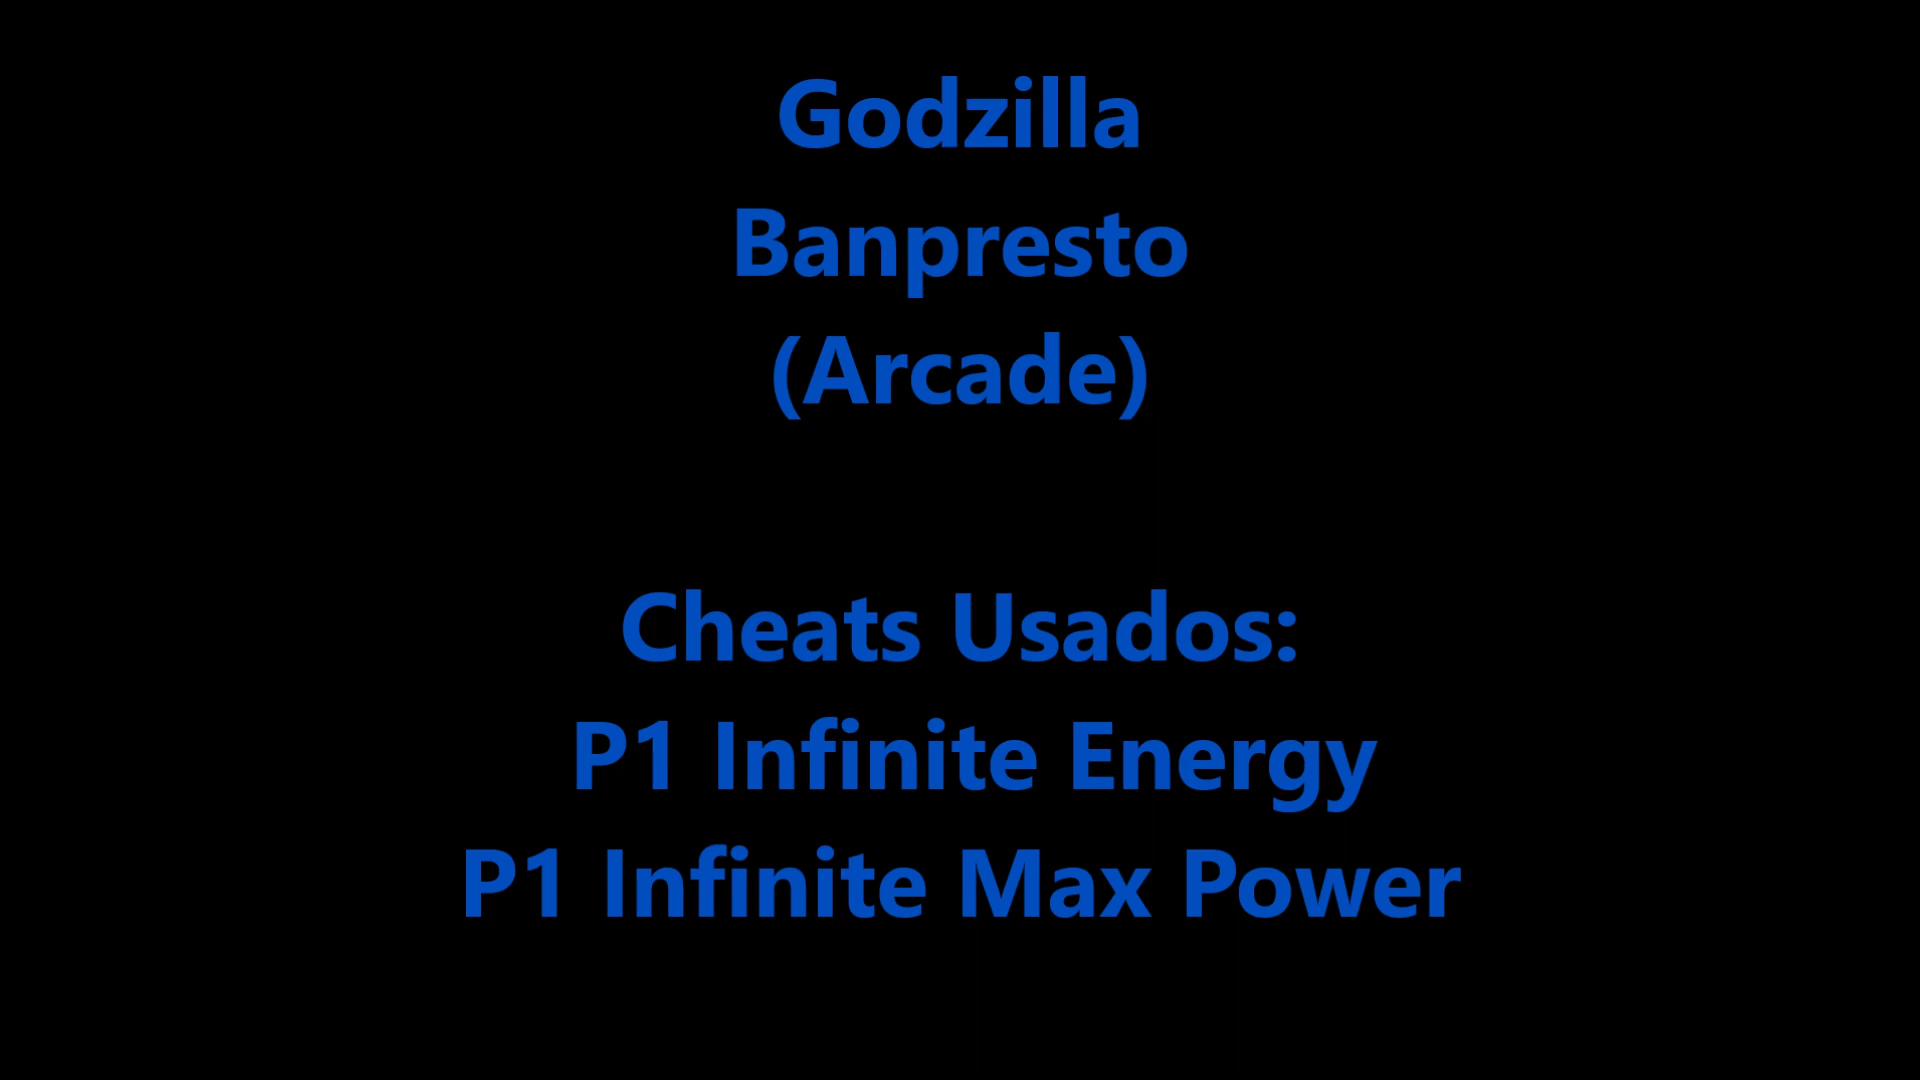 Godzilla
Banpresto
(Arcade)
Cheats Usados:
P1 Infinite Energy
P1 Infinite Max Power